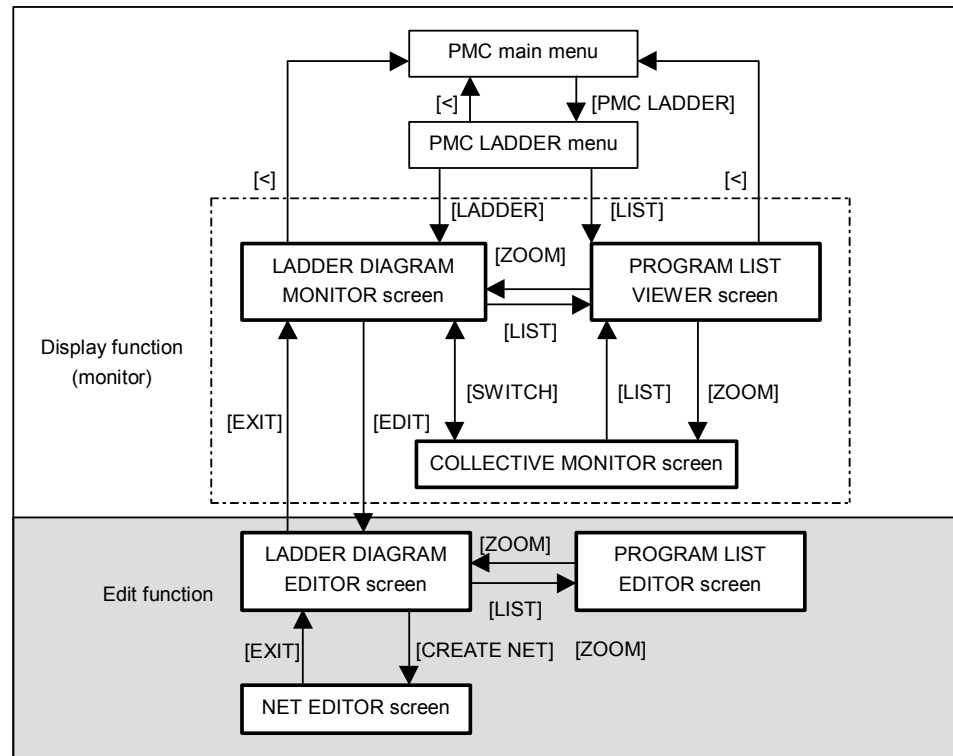 PMC main menu
[<]
[PMC LADDER]
PMC LADDER menu
[<]
[<]
[LADDER]
[LIST]
LADDER DIAGRAM
MONITOR screen
[ZOOM]
PROGRAM LIST
VIEWER screen
[LIST]
Display function
(monitor)
[EXIT]
[EDIT]
[SWITCH]
[LIST]
[ZOOM]
COLLECTIVE MONITOR screen
LADDER DIAGRAM
EDITOR screen
[ZOOM]
PROGRAM LIST
EDITOR screen
Edit function
[LIST]
[EXIT]
[CREATE NET]
[ZOOM]
NET EDITOR screen